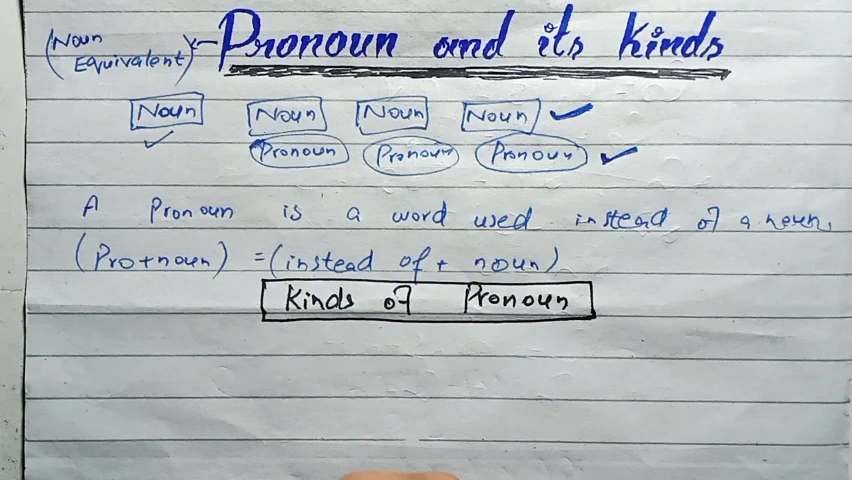 (Noun Equivalent) Pronoun and its Kinds
Noun Noun Noun Noun
Pronoun Pronoun Pronoun
A Pronoun is a word used instead of a noun.
(Pro+noun) = (instead of + noun)
Kinds of Pronoun